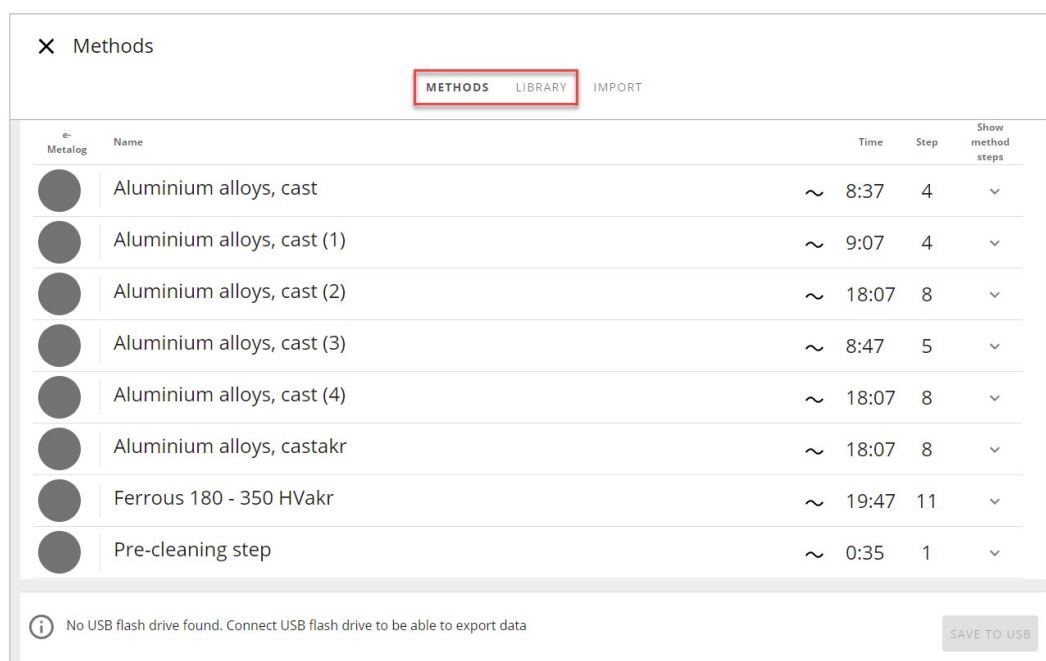 Methods
METHODS LIBRARY IMPORT
e-Metalog Name Time Step Show method steps
Aluminium alloys, cast ~ 8:37 4
Aluminium alloys, cast (1) ~ 9:07 4
Aluminium alloys, cast (2) ~ 18:07 8
Aluminium alloys, cast (3) ~ 8:47 5
Aluminium alloys, cast (4) ~ 18:07 8
Aluminium alloys, castakr ~ 18:07 8
Ferrous 180 - 350 HVakr ~ 19:47 11
Pre-cleaning step ~ 0:35 1
No USB flash drive found. Connect USB flash drive to be able to export data
SAVE TO USB